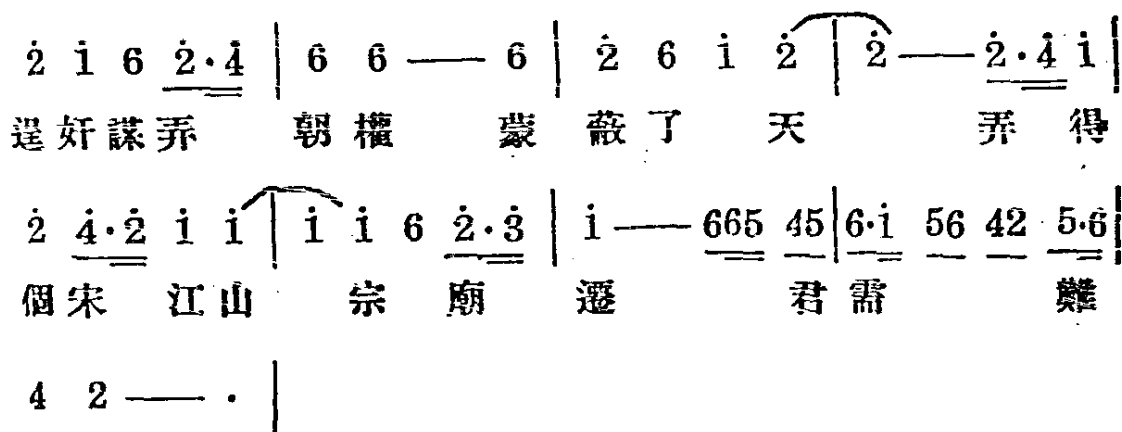 2̇ 1̇ 6 2̇·4̇ | 6 6 — 6 | 2̇ 6 1̇ 2̇ | 2̇ — 2̇·4̇ 1̇ |
逞奸謀弄 朝權 蒙 蔽了 天 弄 得
2̇ 4̇·2̇ 1̇ 1̇ | 1̇ 1̇ 6 2̇·3̇ | 1̇ — 665 45 | 6·1̇ 56 42 5·6 |
個宋 江山 宗 廟 遷 君需 難
4 2 — · |